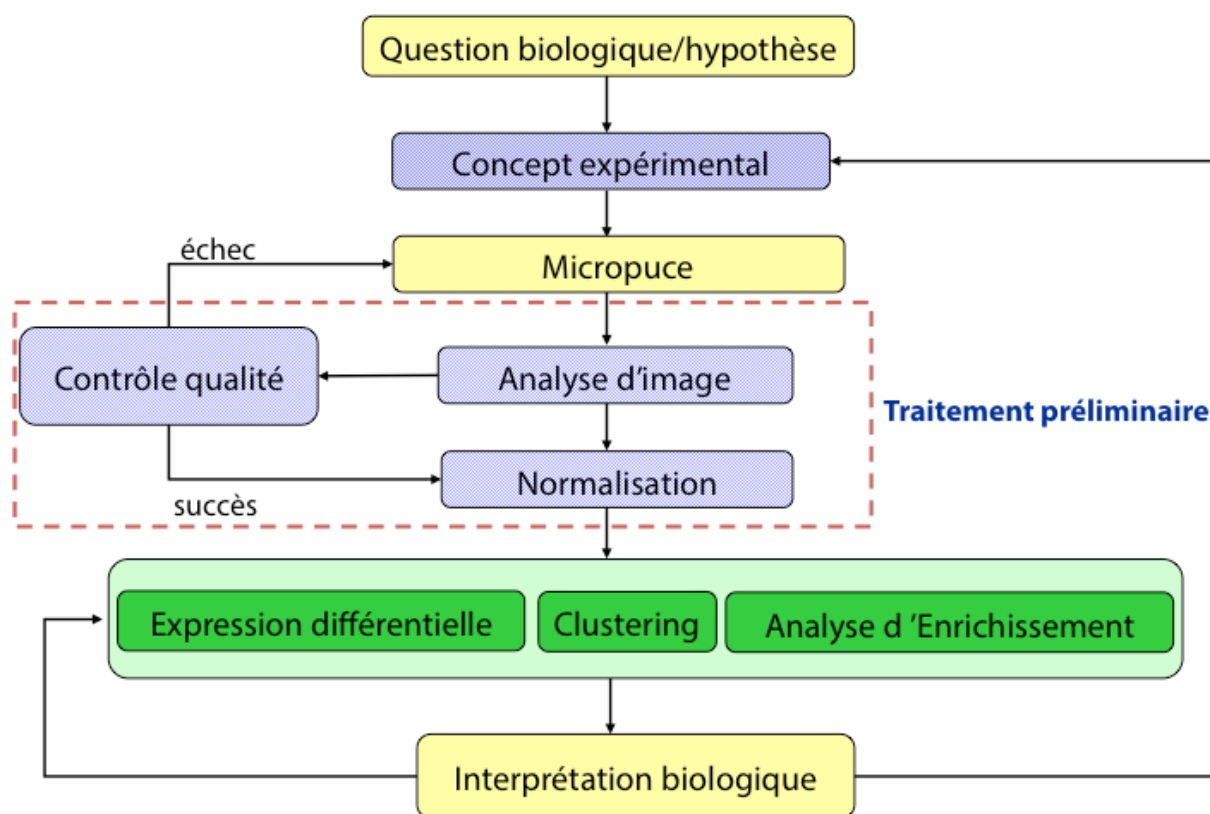 Question biologique/hypothèse
Concept expérimental
échec
Micropuce
Contrôle qualité
Analyse d'image
Traitement préliminaire
Normalisation
succès
Expression différentielle
Clustering
Analyse d 'Enrichissement
Interprétation biologique